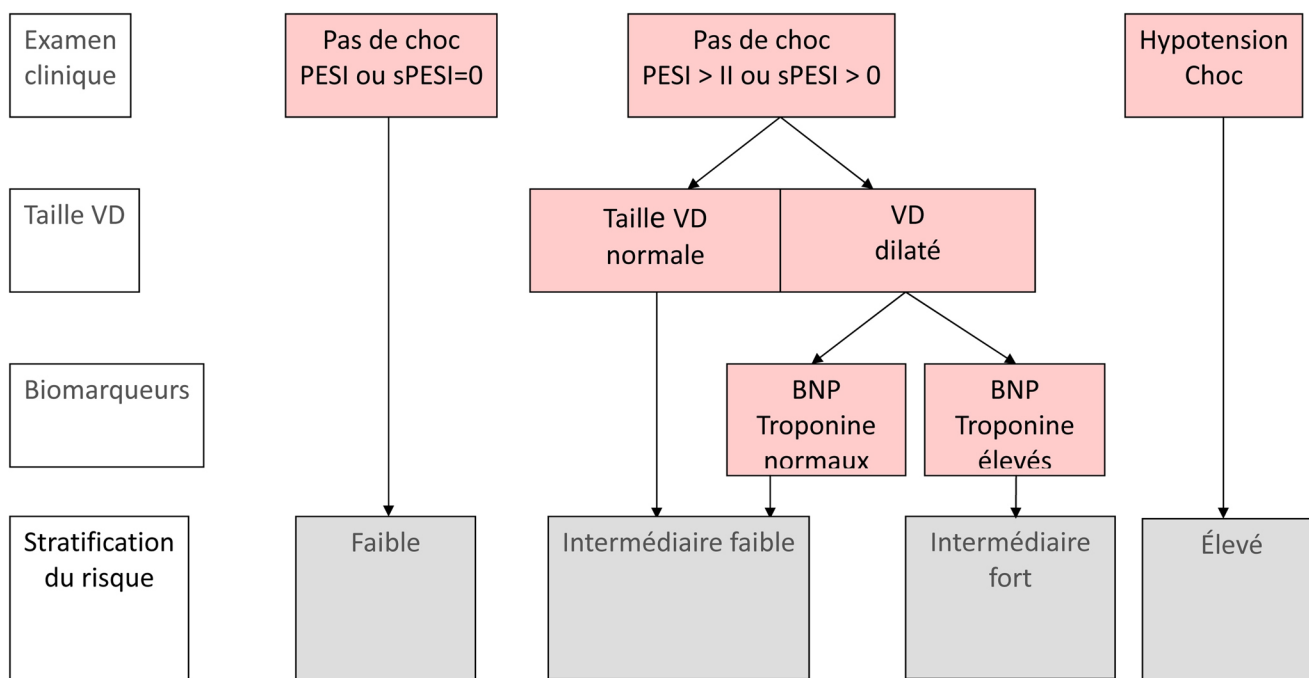 Examen
clinique
Pas de choc
PESI ou sPESI=0
Pas de choc
PESI > II ou sPESI > 0
Hypotension
Choc
Taille VD
Taille VD
normale
VD
dilaté
Biomarqueurs
BNP
Troponine
normaux
BNP
Troponine
élevés
Stratification
du risque
Faible
Intermédiaire faible
Intermédiaire
fort
Élevé